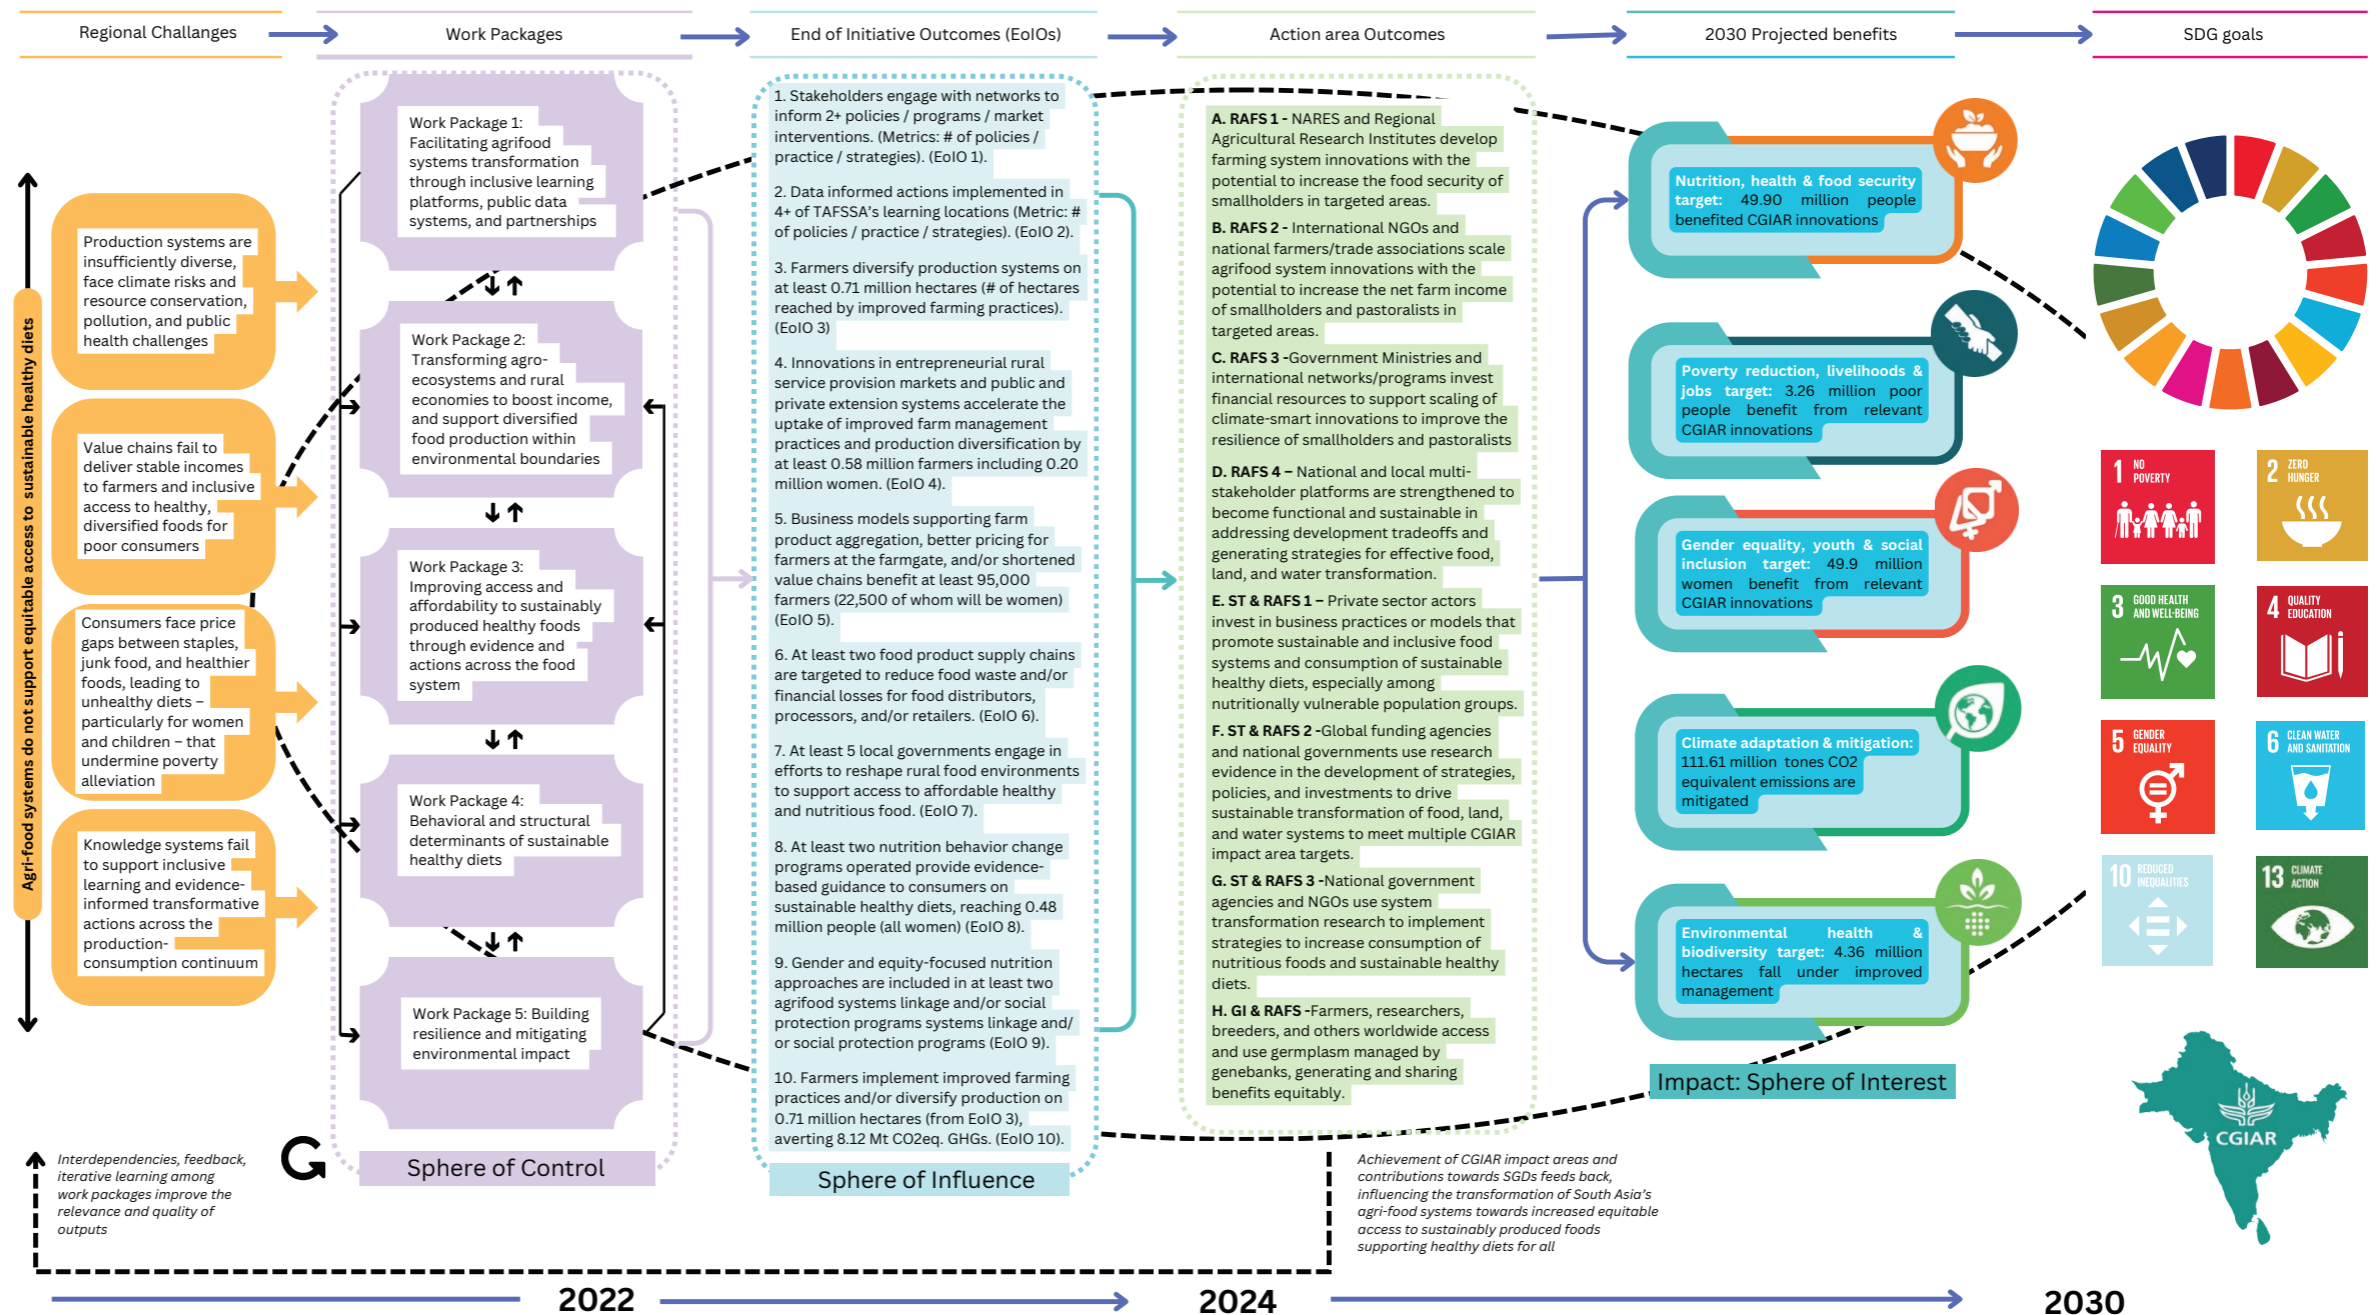 Regional Challanges
Work Packages
End of Initiative Outcomes (EoIOs)
Action area Outcomes
2030 Projected benefits
SDG goals
Agri-food systems do not support equitable access to sustainable healthy diets
Production systems are
insufficiently diverse,
face climate risks and
resource conservation,
pollution, and public
health challenges
Value chains fail to
deliver stable incomes
to farmers and inclusive
access to healthy,
diversified foods for
poor consumers
Consumers face price
gaps between staples,
junk food, and healthier
foods, leading to
unhealthy diets –
particularly for women
and children – that
undermine poverty
alleviation
Knowledge systems fail
to support inclusive
learning and evidence-
informed transformative
actions across the
production-
consumption continuum
Work Package 1:
Facilitating agrifood
systems transformation
through inclusive learning
platforms, public data
systems, and partnerships
Work Package 2:
Transforming agro-
ecosystems and rural
economies to boost income,
and support diversified
food production within
environmental boundaries
Work Package 3:
Improving access and
affordability to sustainably
produced healthy foods
through evidence and
actions across the food
system
Work Package 4:
Behavioral and structural
determinants of sustainable
healthy diets
Work Package 5: Building
resilience and mitigating
environmental impact
Sphere of Control
1. Stakeholders engage with networks to
inform 2+ policies / programs / market
interventions. (Metrics: # of policies /
practice / strategies). (EoIO 1).
2. Data informed actions implemented in
4+ of TAFSSA's learning locations (Metric: #
of policies / practice / strategies). (EoIO 2).
3. Farmers diversify production systems on
at least 0.71 million hectares (# of hectares
reached by improved farming practices).
(EoIO 3)
4. Innovations in entrepreneurial rural
service provision markets and public and
private extension systems accelerate the
uptake of improved farm management
practices and production diversification by
at least 0.58 million farmers including 0.20
million women. (EoIO 4).
5. Business models supporting farm
product aggregation, better pricing for
farmers at the farmgate, and/or shortened
value chains benefit at least 95,000
farmers (22,500 of whom will be women)
(EoIO 5).
6. At least two food product supply chains
are targeted to reduce food waste and/or
financial losses for food distributors,
processors, and/or retailers. (EoIO 6).
7. At least 5 local governments engage in
efforts to reshape rural food environments
to support access to affordable healthy
and nutritious food. (EoIO 7).
8. At least two nutrition behavior change
programs operated provide evidence-
based guidance to consumers on
sustainable healthy diets, reaching 0.48
million people (all women) (EoIO 8).
9. Gender and equity-focused nutrition
approaches are included in at least two
agrifood systems linkage and/or social
protection programs systems linkage and/
or social protection programs (EoIO 9).
10. Farmers implement improved farming
practices and/or diversify production on
0.71 million hectares (from EoIO 3),
averting 8.12 Mt CO2eq. GHGs. (EoIO 10).
Sphere of Influence
A. RAFS 1 - NARES and Regional
Agricultural Research Institutes develop
farming system innovations with the
potential to increase the food security of
smallholders in targeted areas.
B. RAFS 2 - International NGOs and
national farmers/trade associations scale
agrifood system innovations with the
potential to increase the net farm income
of smallholders and pastoralists in
targeted areas.
C. RAFS 3 -Government Ministries and
international networks/programs invest
financial resources to support scaling of
climate-smart innovations to improve the
resilience of smallholders and pastoralists
D. RAFS 4 – National and local multi-
stakeholder platforms are strengthened to
become functional and sustainable in
addressing development tradeoffs and
generating strategies for effective food,
land, and water transformation.
E. ST & RAFS 1 – Private sector actors
invest in business practices or models that
promote sustainable and inclusive food
systems and consumption of sustainable
healthy diets, especially among
nutritionally vulnerable population groups.
F. ST & RAFS 2 -Global funding agencies
and national governments use research
evidence in the development of strategies,
policies, and investments to drive
sustainable transformation of food, land,
and water systems to meet multiple CGIAR
impact area targets.
G. ST & RAFS 3 -National government
agencies and NGOs use system
transformation research to implement
strategies to increase consumption of
nutritious foods and sustainable healthy
diets.
H. GI & RAFS -Farmers, researchers,
breeders, and others worldwide access
and use germplasm managed by
genebanks, generating and sharing
benefits equitably.
Nutrition, health & food security
target: 49.90 million people
benefited CGIAR innovations
Poverty reduction, livelihoods &
jobs target: 3.26 million poor
people benefit from relevant
CGIAR innovations
Gender equality, youth & social
inclusion target: 49.9 million
women benefit from relevant
CGIAR innovations
Climate adaptation & mitigation:
111.61 million tones CO2
equivalent emissions are
mitigated
Environmental health &
biodiversity target: 4.36 million
hectares fall under improved
management
Impact: Sphere of Interest
1 NO
POVERTY
2 ZERO
HUNGER
3 GOOD HEALTH
AND WELL-BEING
4 QUALITY
EDUCATION
5 GENDER
EQUALITY
6 CLEAN WATER
AND SANITATION
10 REDUCED
INEQUALITIES
13 CLIMATE
ACTION
CGIAR
Interdependencies, feedback,
iterative learning among
work packages improve the
relevance and quality of
outputs
Achievement of CGIAR impact areas and
contributions towards SGDs feeds back,
influencing the transformation of South Asia's
agri-food systems towards increased equitable
access to sustainably produced foods
supporting healthy diets for all
2022
2024
2030